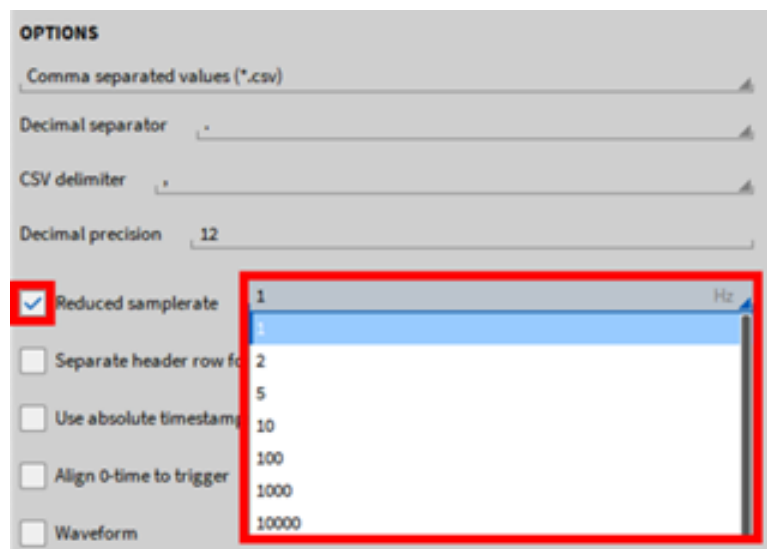 OPTIONS
Comma separated values (*.csv)
Decimal separator .
CSV delimiter ,
Decimal precision 12
Reduced samplerate 1 Hz
1
Separate header row fo 2
5
Use absolute timestamp 10
100
Align 0-time to trigger
1000
Waveform 10000